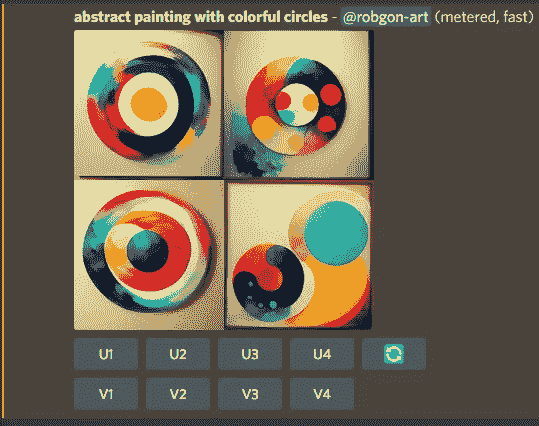 abstract painting with colorful circles - @robgon-art (metered, fast)
U1 U2 U3 U4
V1 V2 V3 V4